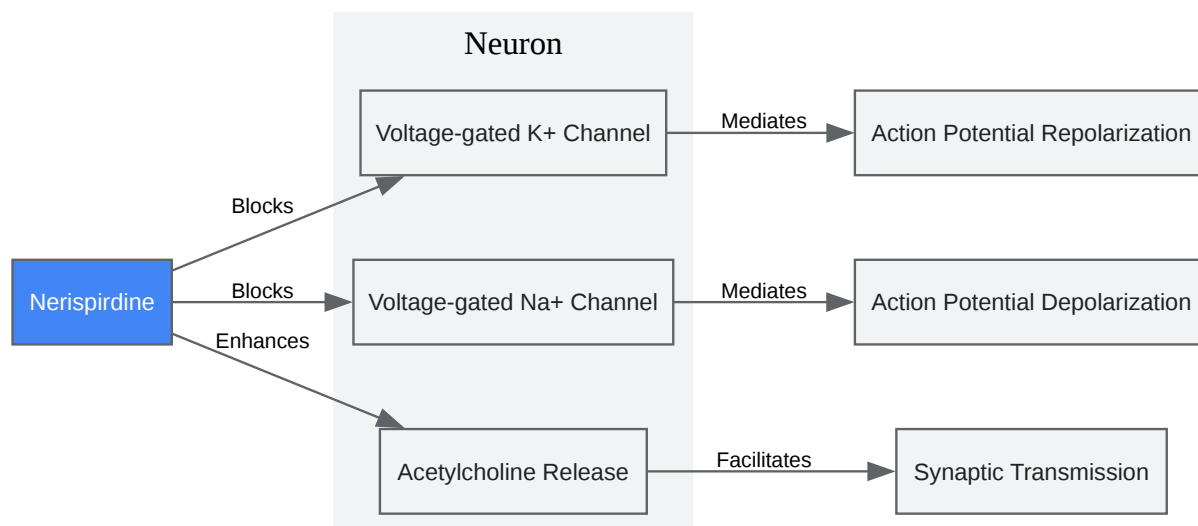 Neuron
Voltage-gated K+ Channel
Mediates
Action Potential Repolarization
Blocks
Nerispirdine
Blocks
Voltage-gated Na+ Channel
Mediates
Action Potential Depolarization
Enhances
Acetylcholine Release
Facilitates
Synaptic Transmission